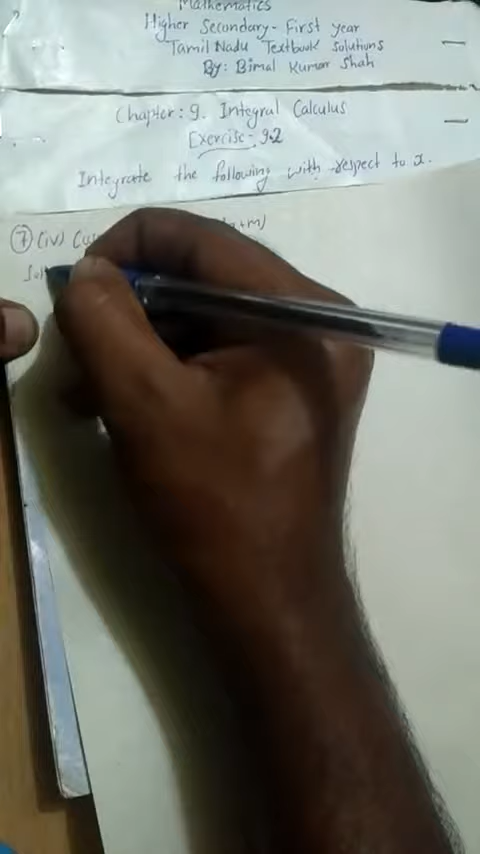 Mathematics
Higher Secondary - First year
Tamil Nadu Textbook Solutions
By: Bimal Kumar Shah
Chapter: 9. Integral Calculus
Exercise - 9.2
Integrate the following with respect to x.
7 (iv)
Sol